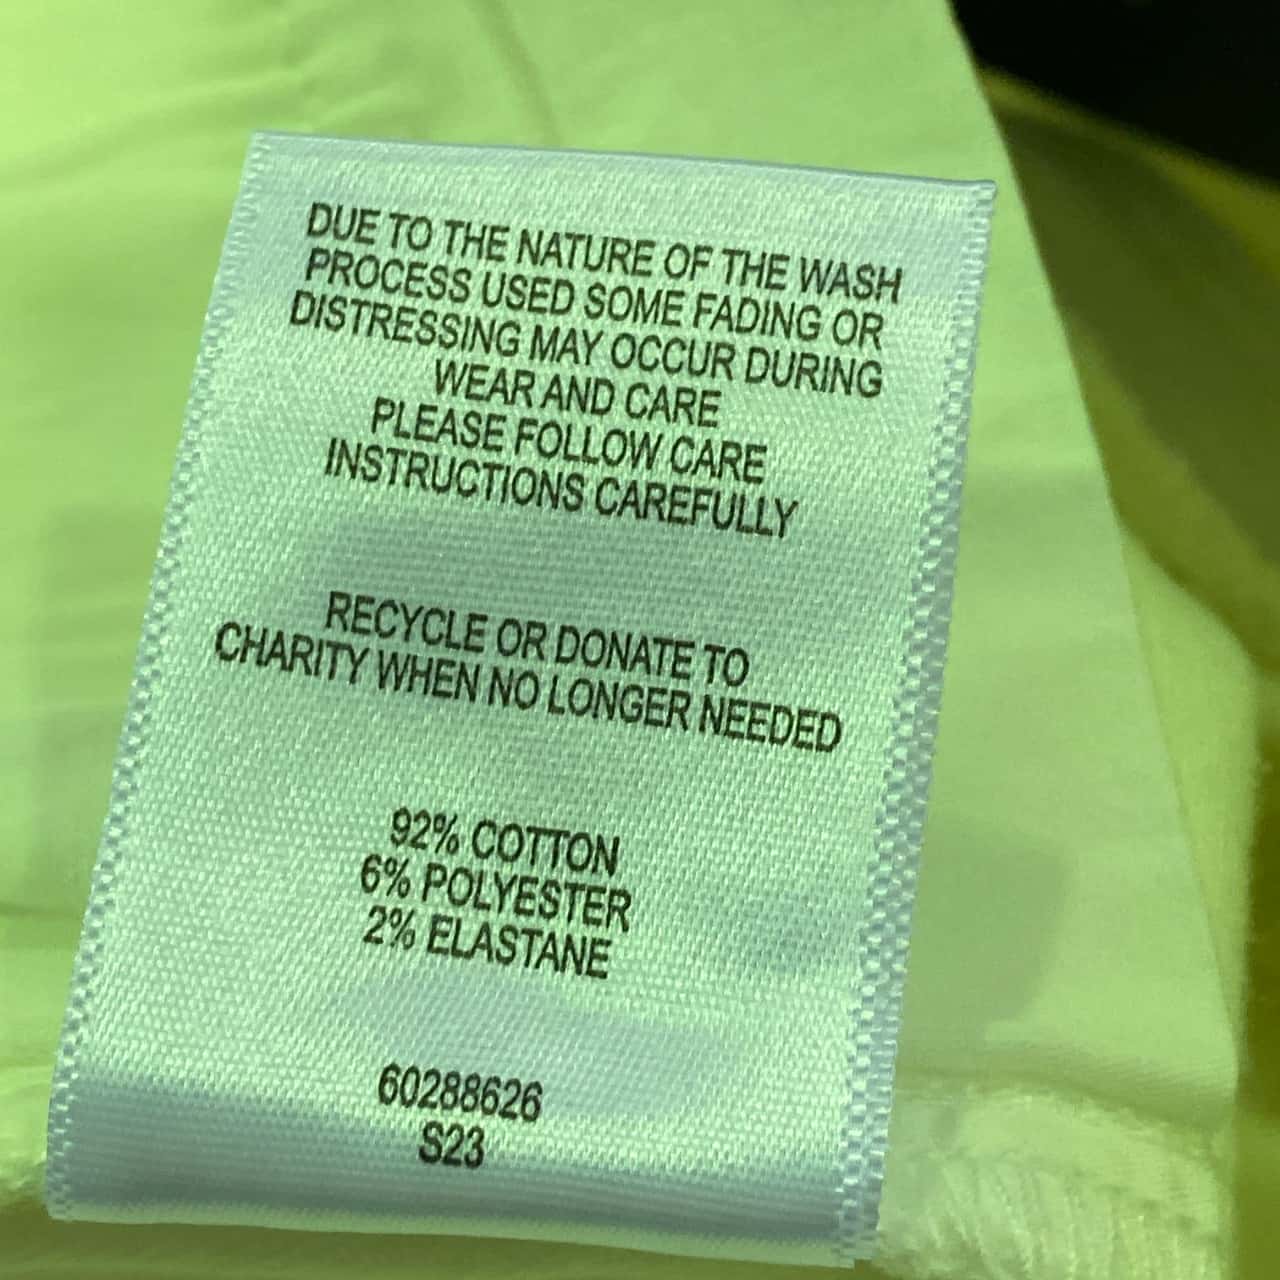 DUE TO THE NATURE OF THE WASH
PROCESS USED SOME FADING OR
DISTRESSING MAY OCCUR DURING
WEAR AND CARE
PLEASE FOLLOW CARE
INSTRUCTIONS CAREFULLY
RECYCLE OR DONATE TO
CHARITY WHEN NO LONGER NEEDED
92% COTTON
6% POLYESTER
2% ELASTANE
60288626
S23